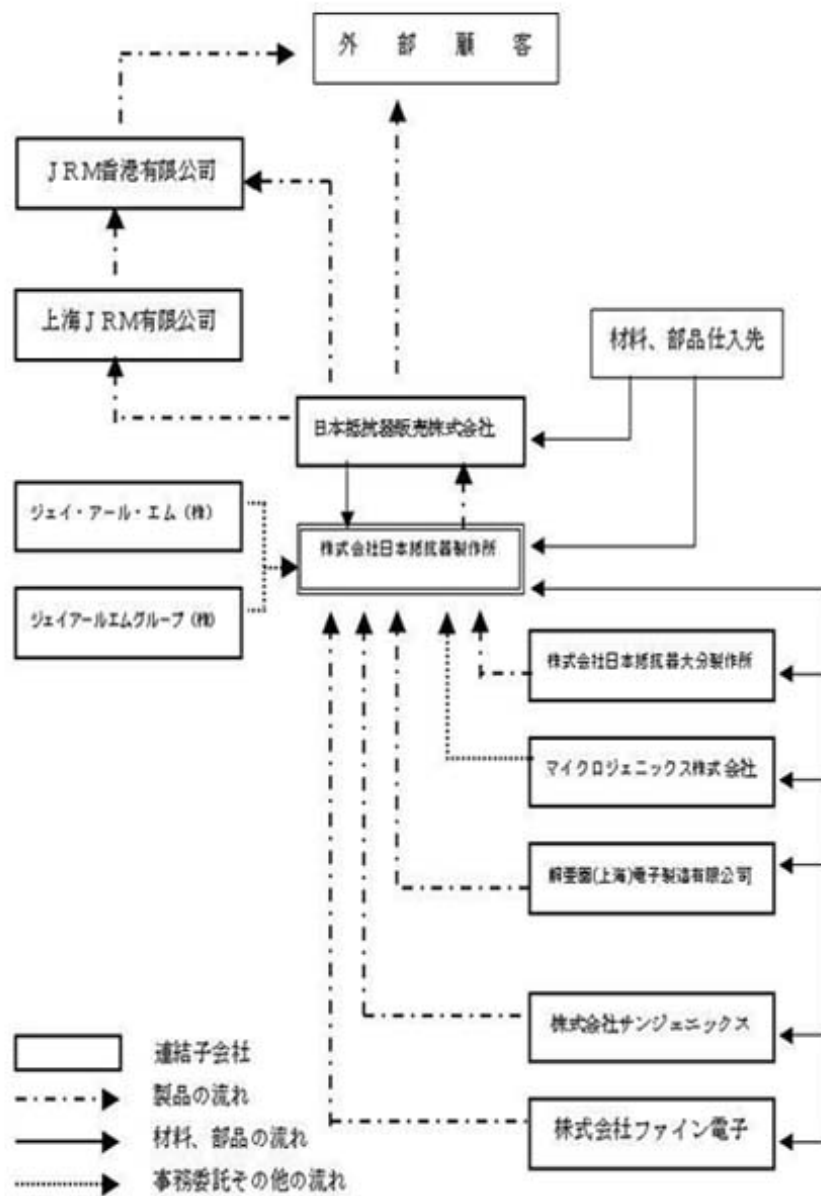 外部顧客
JRM香港有限公司
上海JRM有限公司
材料、部品仕入先
日本抵抗器販売株式会社
ジェイ・アール・エム(株)
株式会社日本抵抗器製作所
ジェイアールエムグループ(株)
株式会社日本抵抗器大分製作所
マイクロジェニックス株式会社
(上海)電子製造有限公司
株式会社サンジェニックス
株式会社ファイン電子
連結子会社
製品の流れ
材料、部品の流れ
事務委託その他の流れ